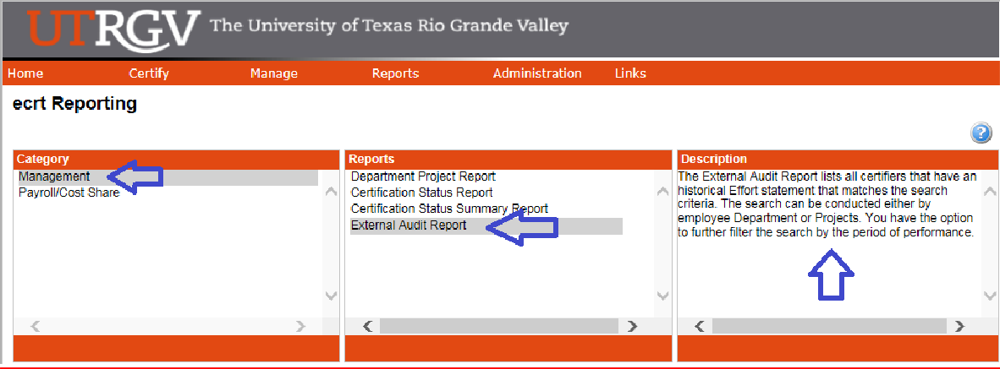 UTRGV The University of Texas Rio Grande Valley
Home Certify Manage Reports Administration Links
ecrt Reporting
?
Category
Management
Payroll/Cost Share
Reports
Department Project Report
Certification Status Report
Certification Status Summary Report
External Audit Report
Description
The External Audit Report lists all certifiers that have an
historical Effort statement that matches the search
criteria. The search can be conducted either by
employee Department or Projects. You have the option
to further filter the search by the period of performance.